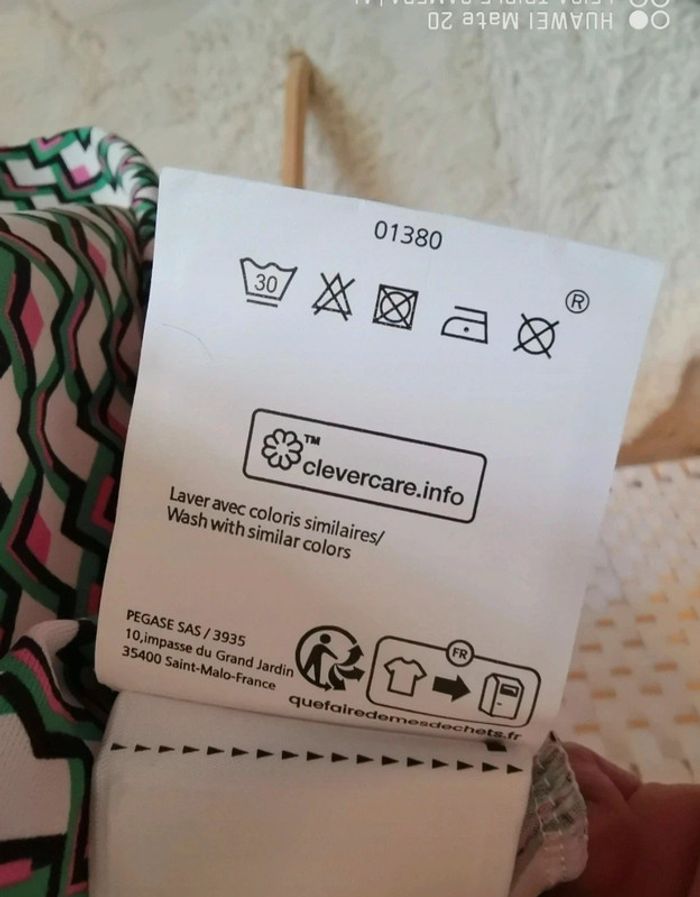 HUAWEI Mate 20
01380
30
®
™
clevercare.info
Laver avec coloris similaires/
Wash with similar colors
PEGASE SAS / 3935
10,impasse du Grand Jardin
35400 Saint-Malo-France
FR
quefairedemesdechets.fr